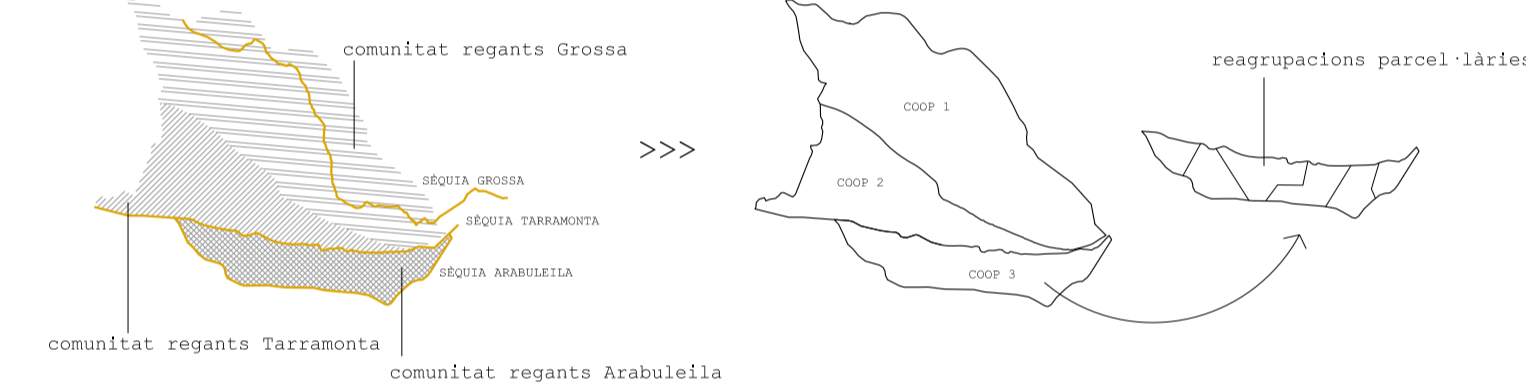 comunitat regants Grossa
SÈQUIA GROSSA
SÈQUIA TARRAMONTA
SÈQUIA ARABULEILA
comunitat regants Tarramonta
comunitat regants Arabuleila
>>>
COOP 1
COOP 2
COOP 3
reagrupacions parcel·làries